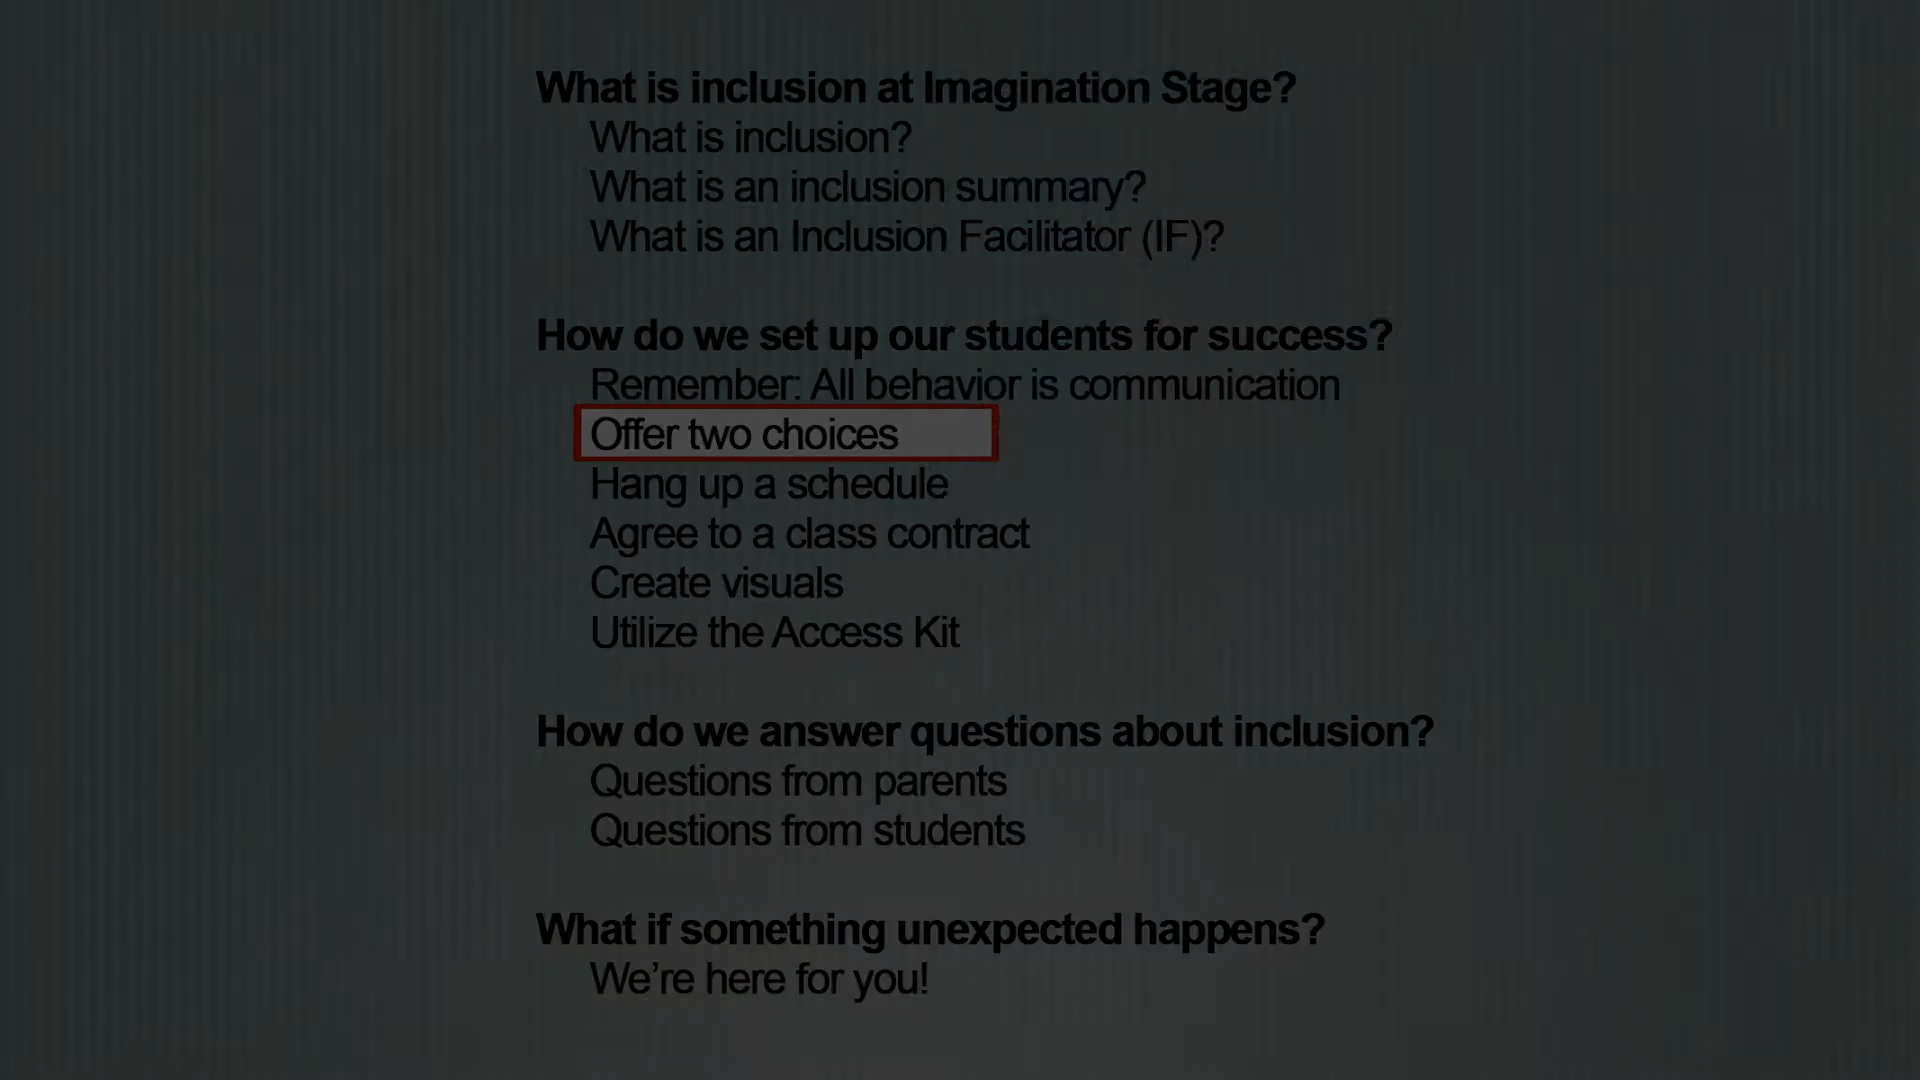 What is inclusion at Imagination Stage?
What is inclusion?
What is an inclusion summary?
What is an Inclusion Facilitator (IF)?
How do we set up our students for success?
Remember: All behavior is communication
Offer two choices
Hang up a schedule
Agree to a class contract
Create visuals
Utilize the Access Kit
How do we answer questions about inclusion?
Questions from parents
Questions from students
What if something unexpected happens?
We’re here for you!